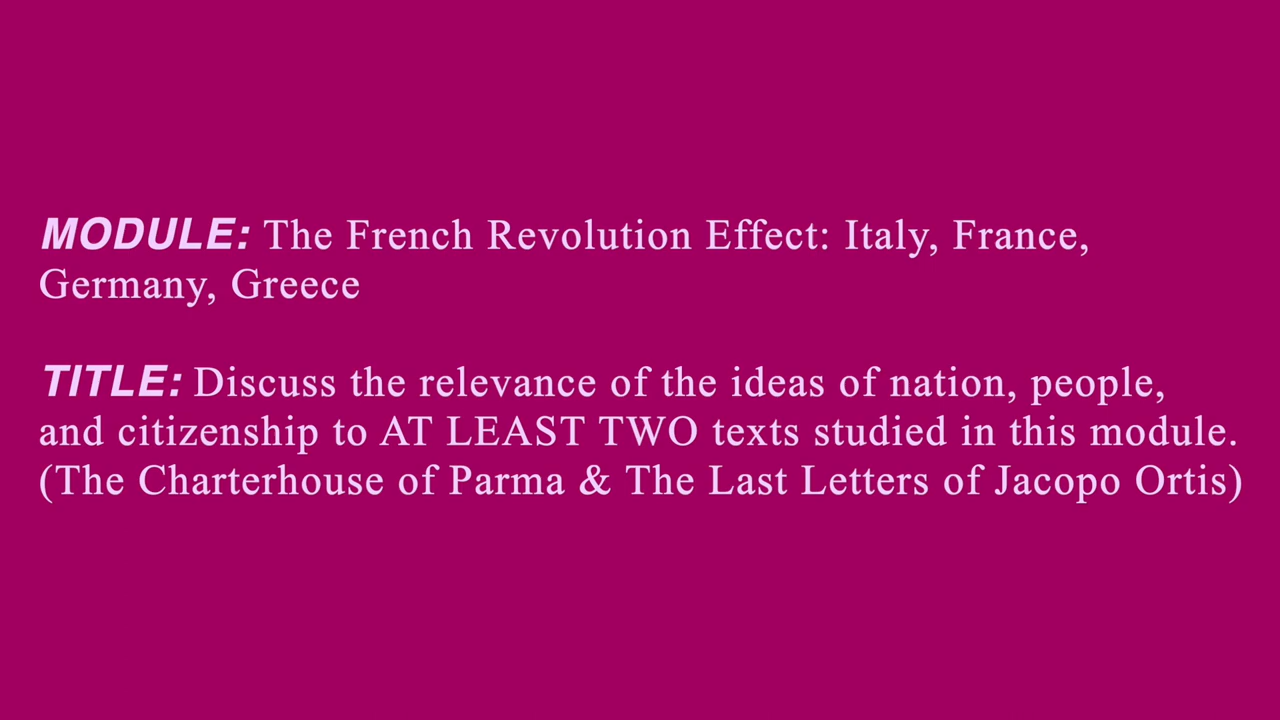 MODULE: The French Revolution Effect: Italy, France,
Germany, Greece
TITLE: Discuss the relevance of the ideas of nation, people,
and citizenship to AT LEAST TWO texts studied in this module.
(The Charterhouse of Parma & The Last Letters of Jacopo Ortis)